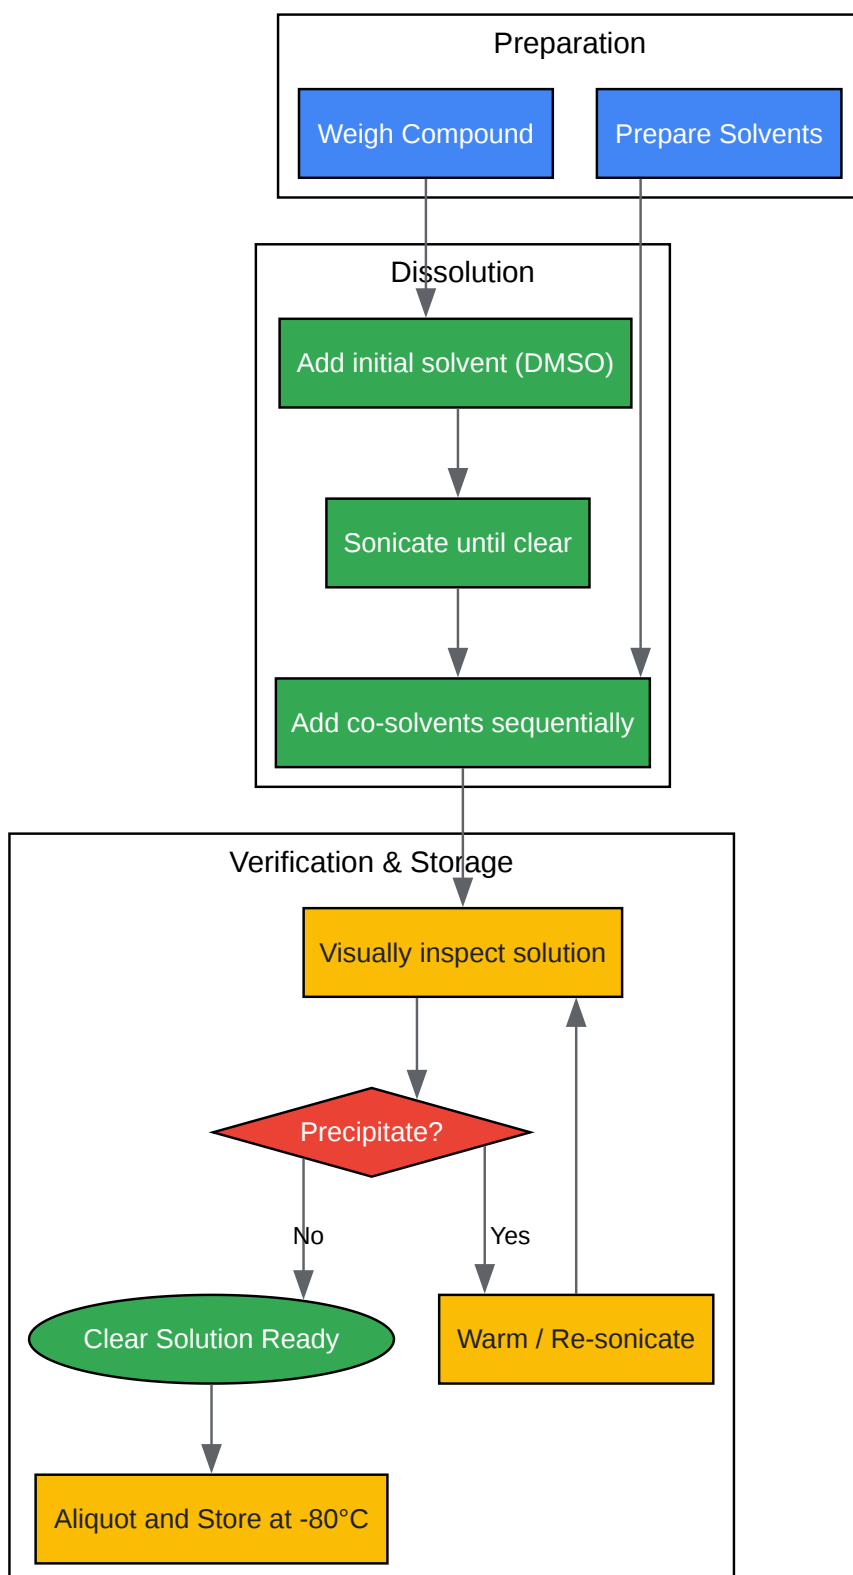 Preparation
Weigh Compound
Prepare Solvents
Dissolution
Add initial solvent (DMSO)
Sonicate until clear
Add co-solvents sequentially
Verification & Storage
Visually inspect solution
Precipitate?
No
Yes
Clear Solution Ready
Warm / Re-sonicate
Aliquot and Store at -80°C